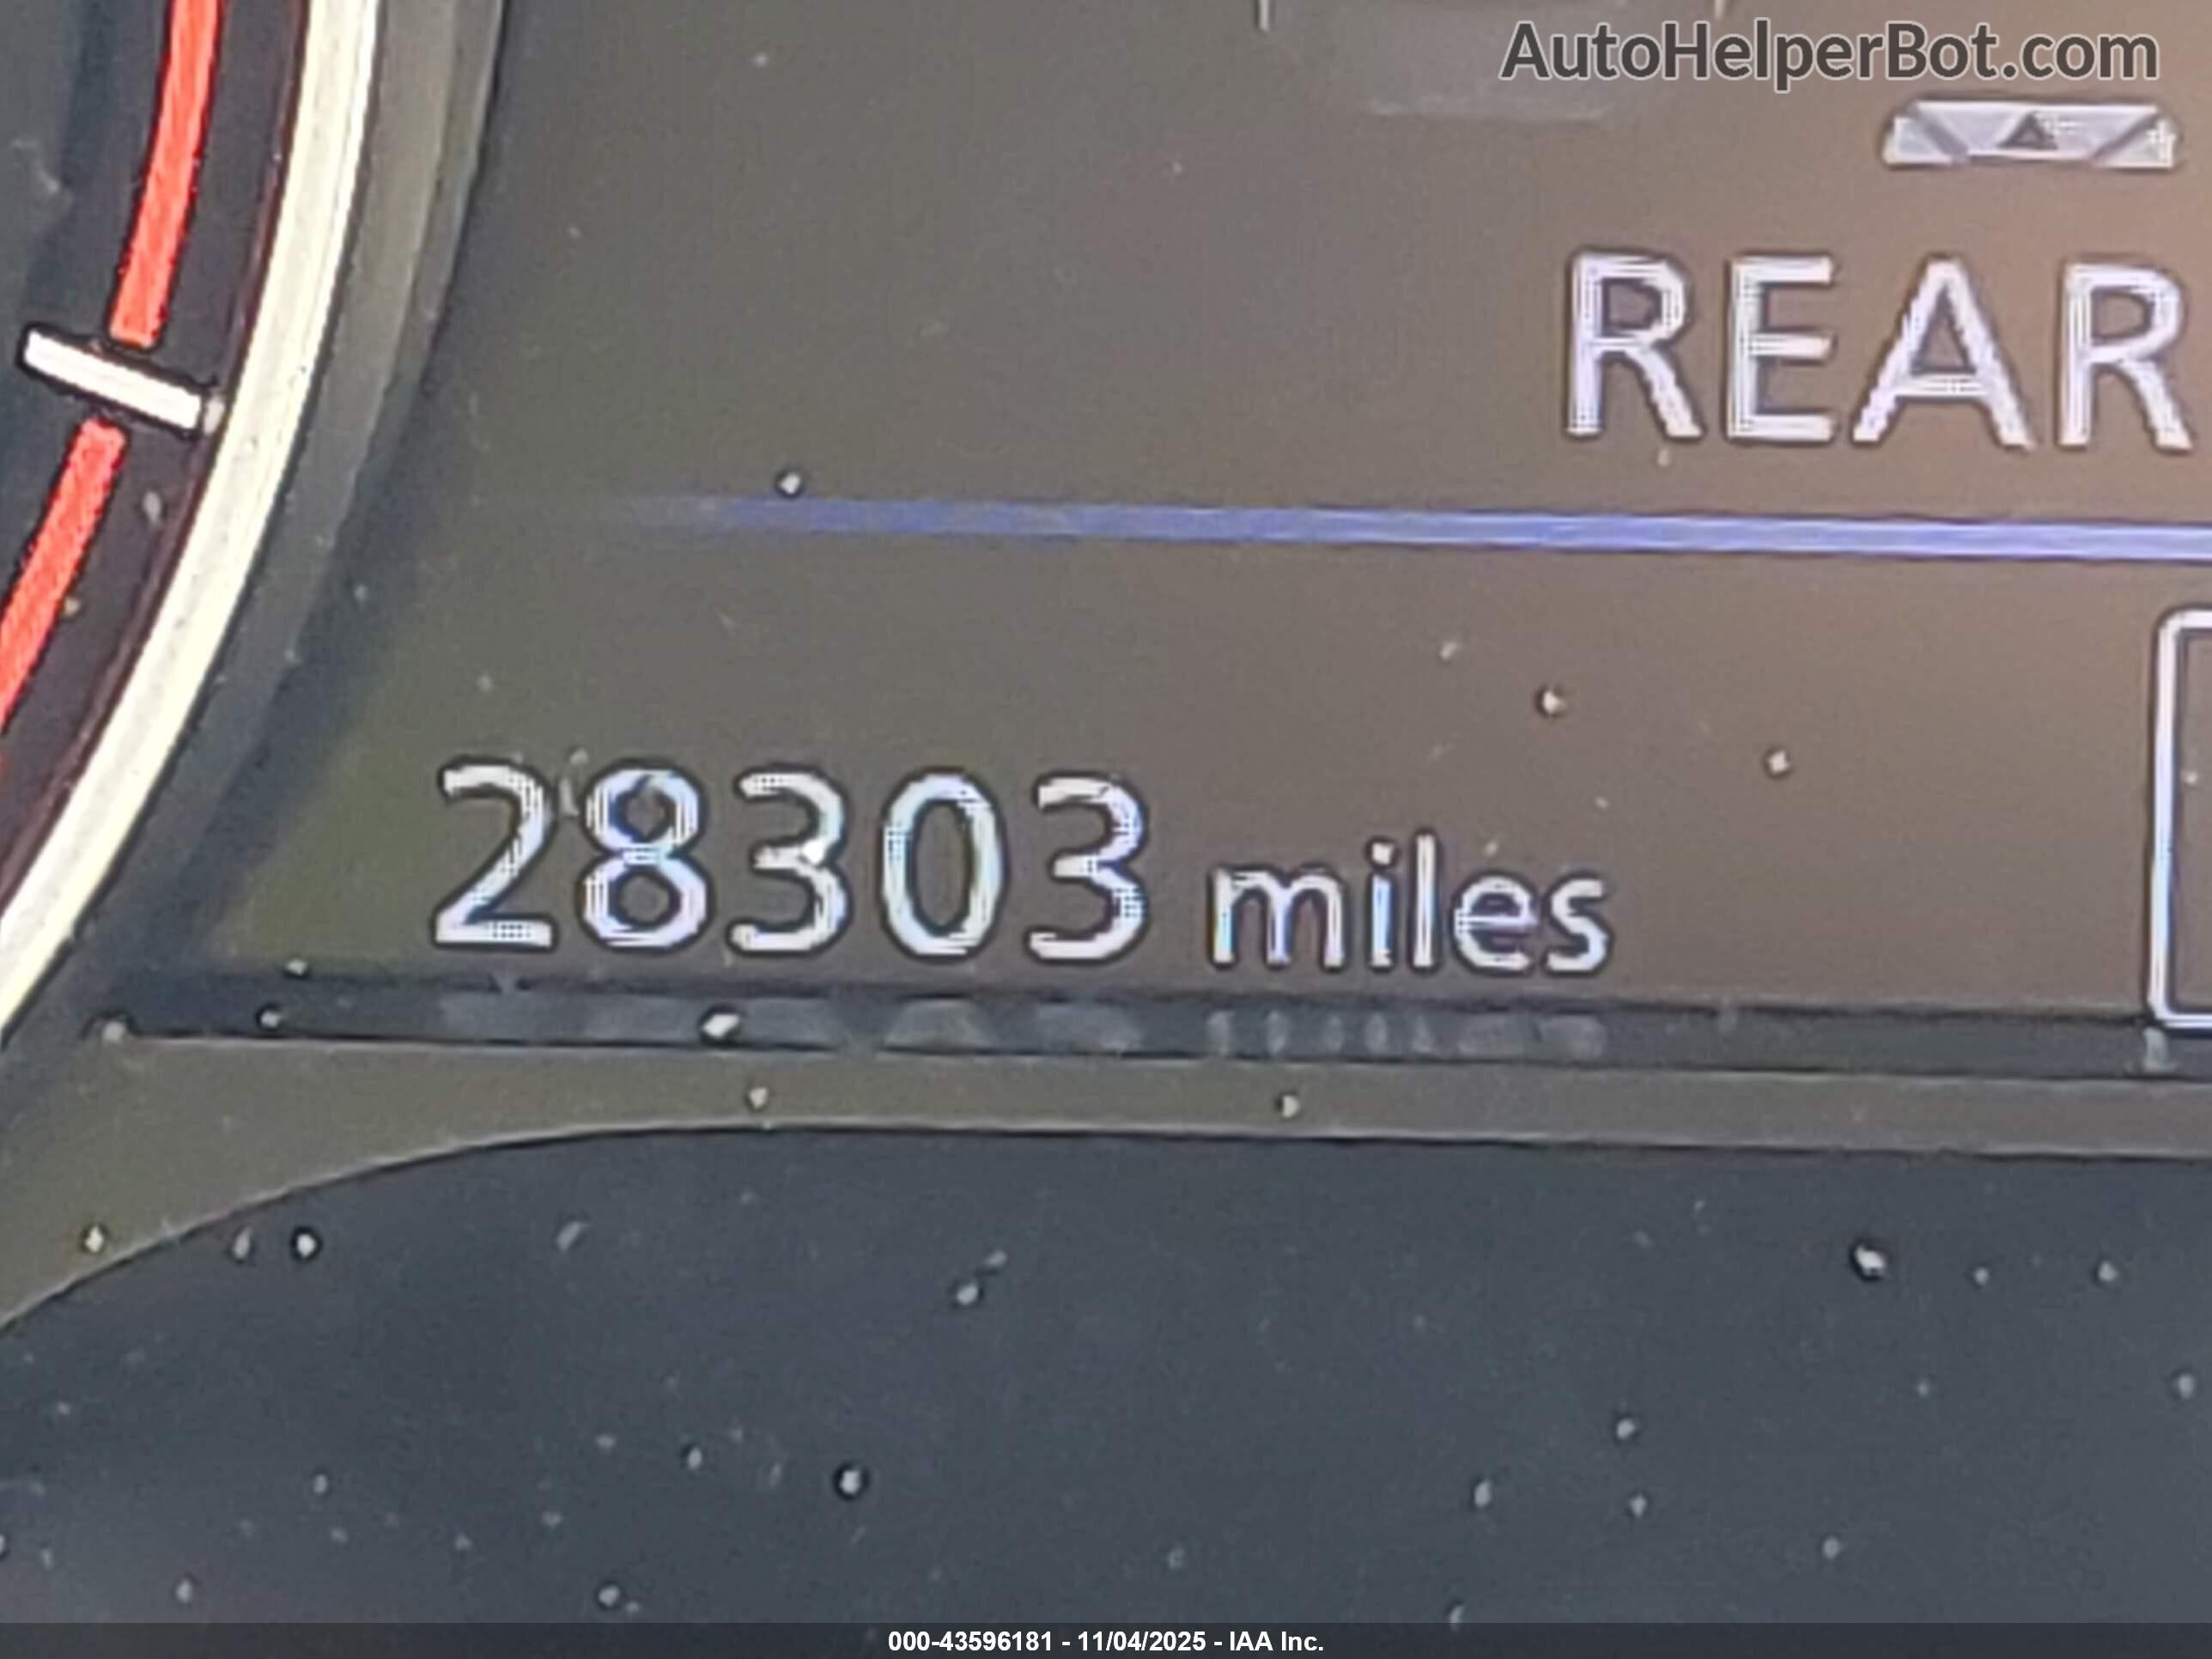 AutoHelperBot.com
REAR
28303 miles
000-43596181 - 11/04/2025 - IAA Inc.